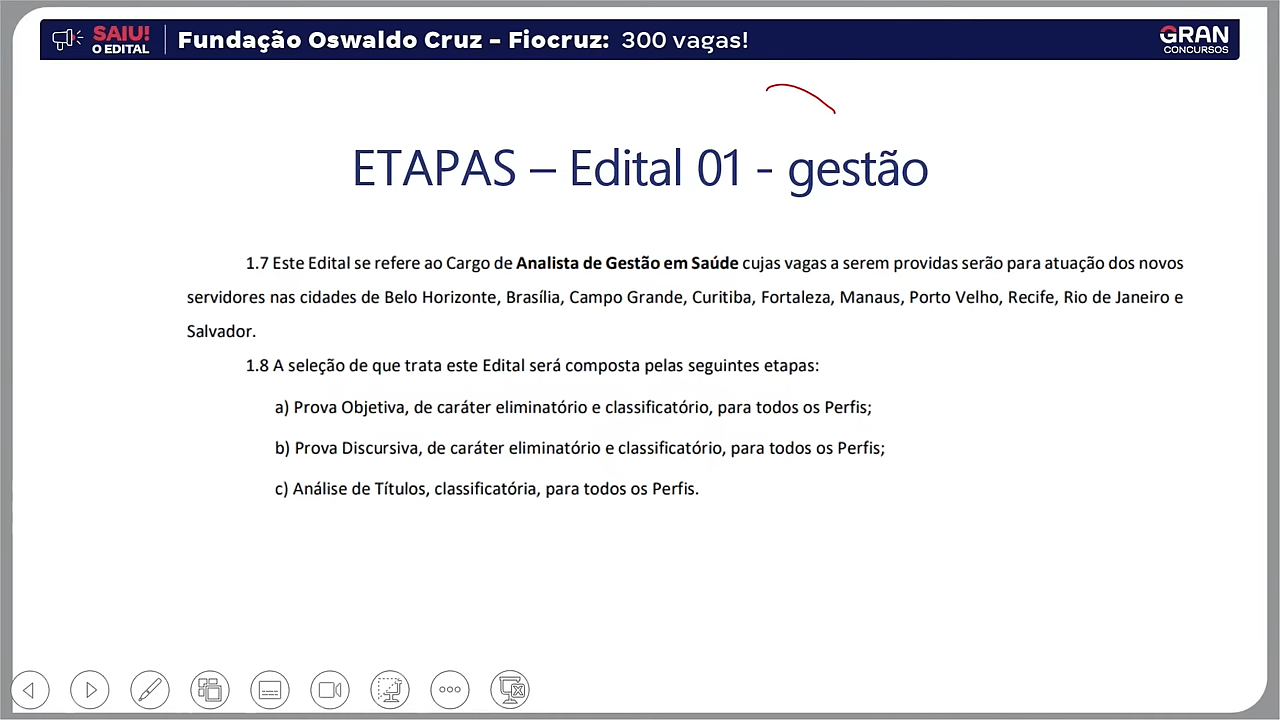 SAIU!
O EDITAL
Fundação Oswaldo Cruz – Fiocruz: 300 vagas!
GRAN
CONCURSOS
ETAPAS – Edital 01 - gestão
1.7 Este Edital se refere ao Cargo de Analista de Gestão em Saúde cujas vagas a serem providas serão para atuação dos novos
servidores nas cidades de Belo Horizonte, Brasília, Campo Grande, Curitiba, Fortaleza, Manaus, Porto Velho, Recife, Rio de Janeiro e
Salvador.
1.8 A seleção de que trata este Edital será composta pelas seguintes etapas:
a) Prova Objetiva, de caráter eliminatório e classificatório, para todos os Perfis;
b) Prova Discursiva, de caráter eliminatório e classificatório, para todos os Perfis;
c) Análise de Títulos, classificatória, para todos os Perfis.